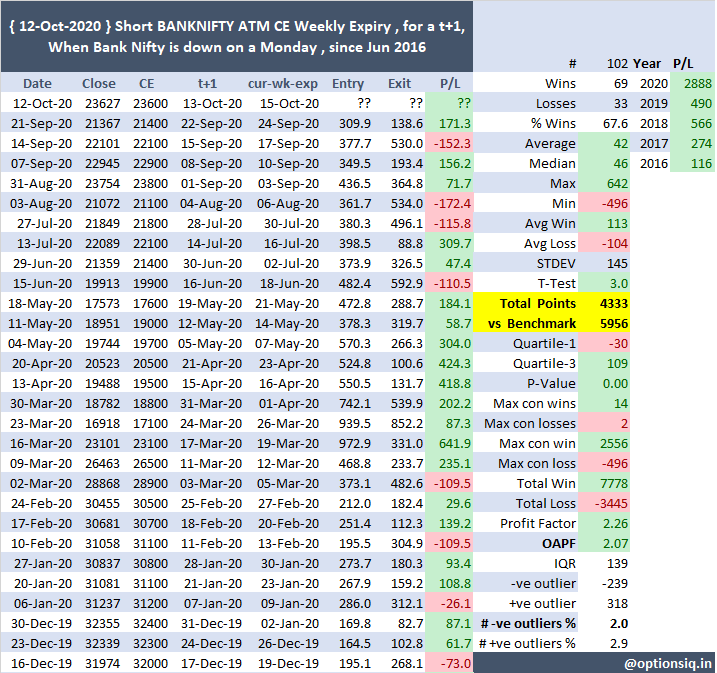 { 12-Oct-2020 } Short BANKNIFTY ATM CE Weekly Expiry , for a t+1,
When Bank Nifty is down on a Monday , since Jun 2016
# 102 Year P/L
Date Close CE t+1 cur-wk-exp Entry Exit P/L Wins 69 2020 2888
12-Oct-20 23627 23600 13-Oct-20 15-Oct-20 ?? ?? ?? Losses 33 2019 490
21-Sep-20 21367 21400 22-Sep-20 24-Sep-20 309.9 138.6 171.3 % Wins 67.6 2018 566
14-Sep-20 22101 22100 15-Sep-20 17-Sep-20 377.7 530.0 -152.3 Average 42 2017 274
07-Sep-20 22945 22900 08-Sep-20 10-Sep-20 349.5 193.4 156.2 Median 46 2016 116
31-Aug-20 23754 23800 01-Sep-20 03-Sep-20 436.5 364.8 71.7 Max 642
03-Aug-20 21072 21100 04-Aug-20 06-Aug-20 361.7 534.0 -172.4 Min -496
27-Jul-20 21849 21800 28-Jul-20 30-Jul-20 380.3 496.1 -115.8 Avg Win 113
13-Jul-20 22089 22100 14-Jul-20 16-Jul-20 398.5 88.8 309.7 Avg Loss -104
29-Jun-20 21359 21400 30-Jun-20 02-Jul-20 373.9 326.5 47.4 STDEV 145
15-Jun-20 19913 19900 16-Jun-20 18-Jun-20 482.4 592.9 -110.5 T-Test 3.0
18-May-20 17573 17600 19-May-20 21-May-20 472.8 288.7 184.1 Total Points 4333
11-May-20 18951 19000 12-May-20 14-May-20 378.3 319.7 58.7 vs Benchmark 5956
04-May-20 19744 19700 05-May-20 07-May-20 570.3 266.3 304.0 Quartile-1 -30
20-Apr-20 20523 20500 21-Apr-20 23-Apr-20 524.8 100.6 424.3 Quartile-3 109
13-Apr-20 19488 19500 15-Apr-20 16-Apr-20 550.5 131.7 418.8 P-Value 0.00
30-Mar-20 18782 18800 31-Mar-20 01-Apr-20 742.1 539.9 202.2 Max con wins 14
23-Mar-20 16918 17100 24-Mar-20 26-Mar-20 939.5 852.2 87.3 Max con losses 2
16-Mar-20 23101 23100 17-Mar-20 19-Mar-20 972.9 331.0 641.9 Max con win 2556
09-Mar-20 26463 26500 11-Mar-20 12-Mar-20 468.8 233.7 235.1 Max con loss -496
02-Mar-20 28868 28900 03-Mar-20 05-Mar-20 373.1 482.6 -109.5 Total Win 7778
24-Feb-20 30455 30500 25-Feb-20 27-Feb-20 212.0 182.4 29.6 Total Loss -3445
17-Feb-20 30681 30700 18-Feb-20 20-Feb-20 251.4 112.3 139.2 Profit Factor 2.26
10-Feb-20 31058 31100 11-Feb-20 13-Feb-20 195.5 304.9 -109.5 OAPF 2.07
27-Jan-20 30837 30800 28-Jan-20 30-Jan-20 273.7 180.3 93.4 IQR 139
20-Jan-20 31081 31100 21-Jan-20 23-Jan-20 267.9 159.2 108.8 -ve outlier -239
06-Jan-20 31237 31200 07-Jan-20 09-Jan-20 286.0 312.1 -26.1 +ve outlier 318
30-Dec-19 32355 32400 31-Dec-19 02-Jan-20 169.8 82.7 87.1 # -ve outliers % 2.0
23-Dec-19 32339 32300 24-Dec-19 26-Dec-19 164.5 102.8 61.7 # +ve outliers % 2.9
16-Dec-19 31974 32000 17-Dec-19 19-Dec-19 195.1 268.1 -73.0 @optionsiq.in